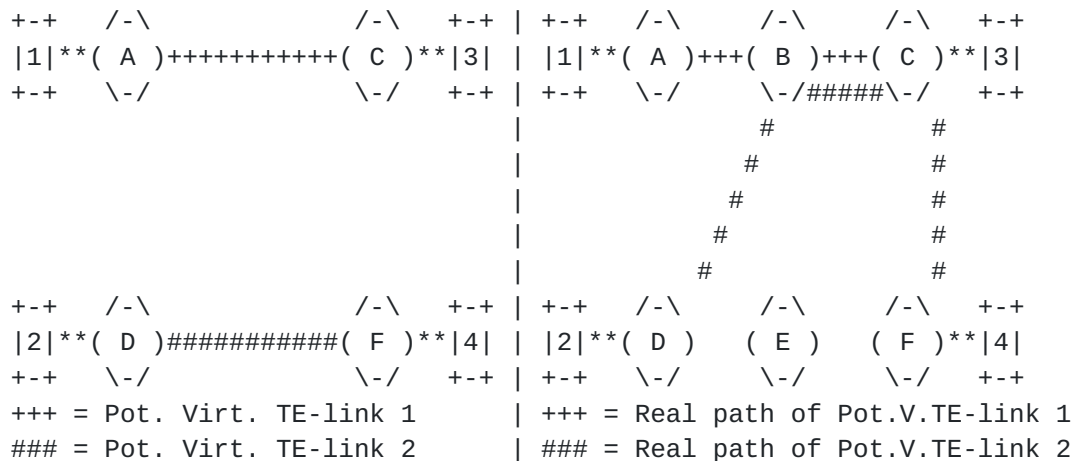 +-+   /-\             /-\   +-+ | +-+   /-\     /-\     /-\   +-+
|1|**( A )+++++++++++( C )**|3| | |1|**( A )+++( B )+++( C )**|3|
+-+   \-/             \-/   +-+ | +-+   \-/     \-/#####\-/   +-+
                                |               #          #
                                |              #           #
                                |             #            #
                                |            #             #
                                |           #              #
+-+   /-\             /-\   +-+ | +-+   /-\     /-\     /-\   +-+
|2|**( D )###########( F )**|4| | |2|**( D )   ( E )   ( F )**|4|
+-+   \-/             \-/   +-+ | +-+   \-/     \-/     \-/   +-+
+++ = Pot. Virt. TE-link 1      | +++ = Real path of Pot.V.TE-link 1
### = Pot. Virt. TE-link 2      | ### = Real path of Pot.V.TE-link 2